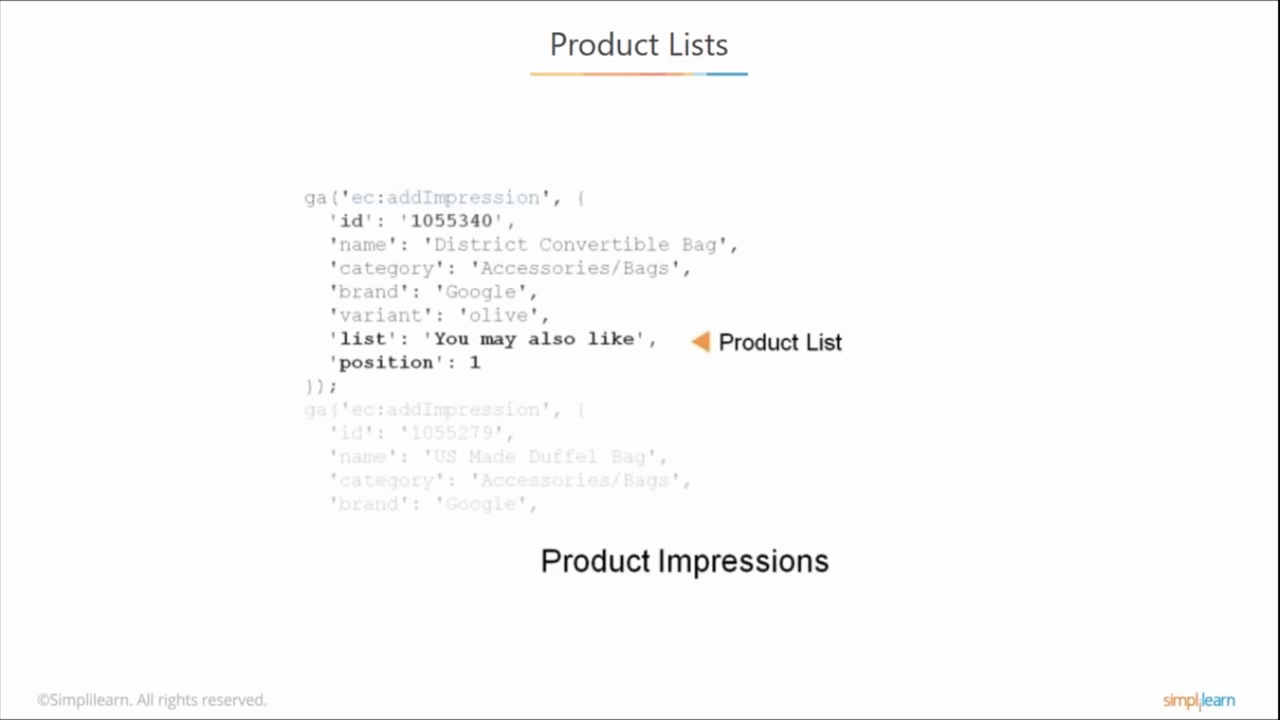 Product Lists
ga('ec:addImpression', {
'id': '1055340',
'name': 'District Convertible Bag',
'category': 'Accessories/Bags',
'brand': 'Google',
'variant': 'olive',
'list': 'You may also like',
Product List
'position': 1
});
ga('ec:addImpression', {
'id': '1055279',
'name': 'US Made Duffel Bag',
'category': 'Accessories/Bags',
'brand': 'Google',
Product Impressions
©Simplilearn. All rights reserved.
simplilearn